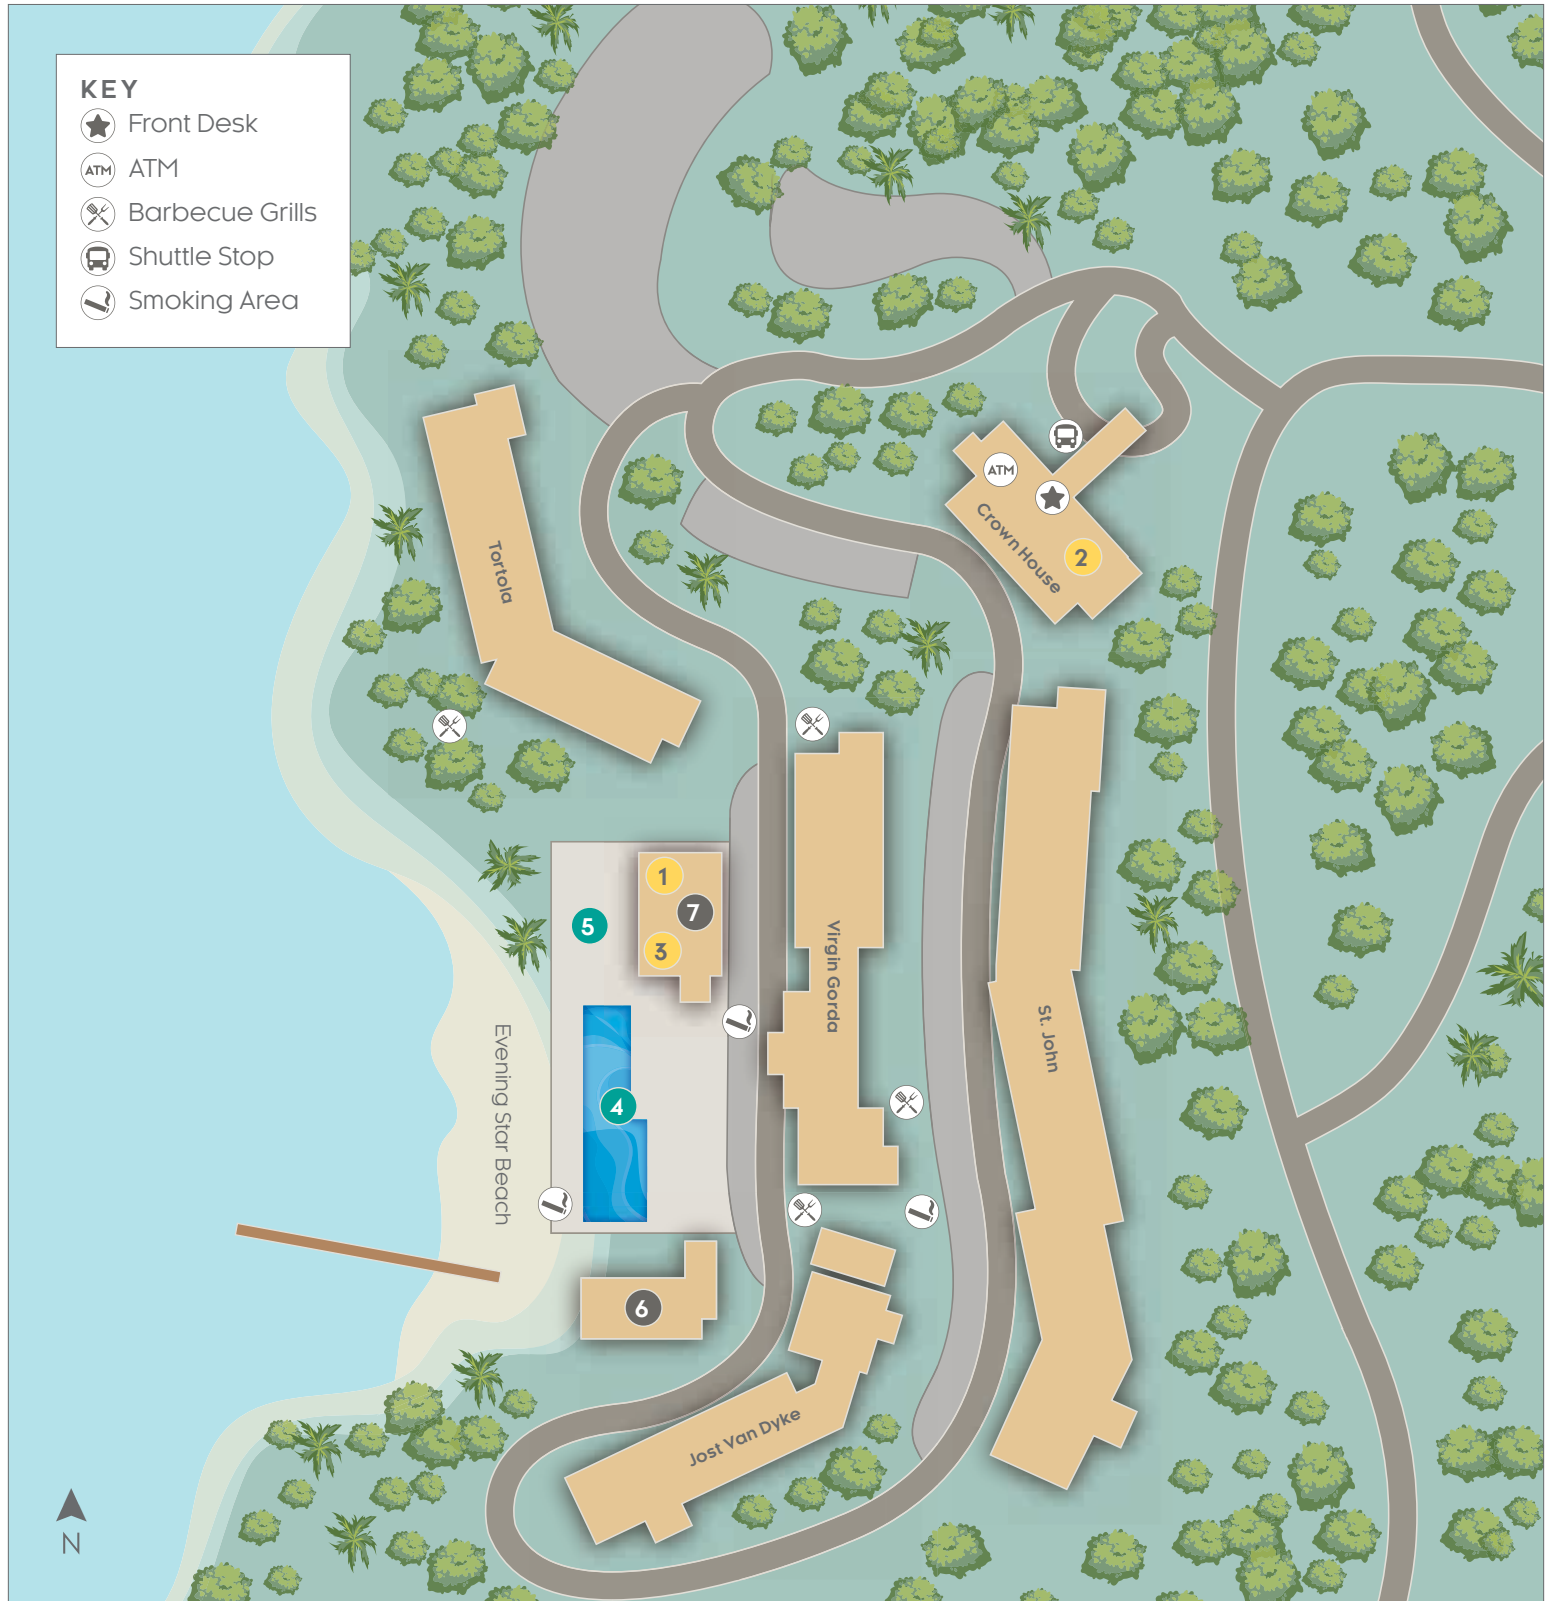 KEY
Front Desk
ATM
ATM
Barbecue Grills
Shuttle Stop
Smoking Area
ATM
Crown House
2
Tortola
1
7
5
3
Virgin Gorda
St. John
Evening Star Beach
4
6
Jost Van Dyke
N